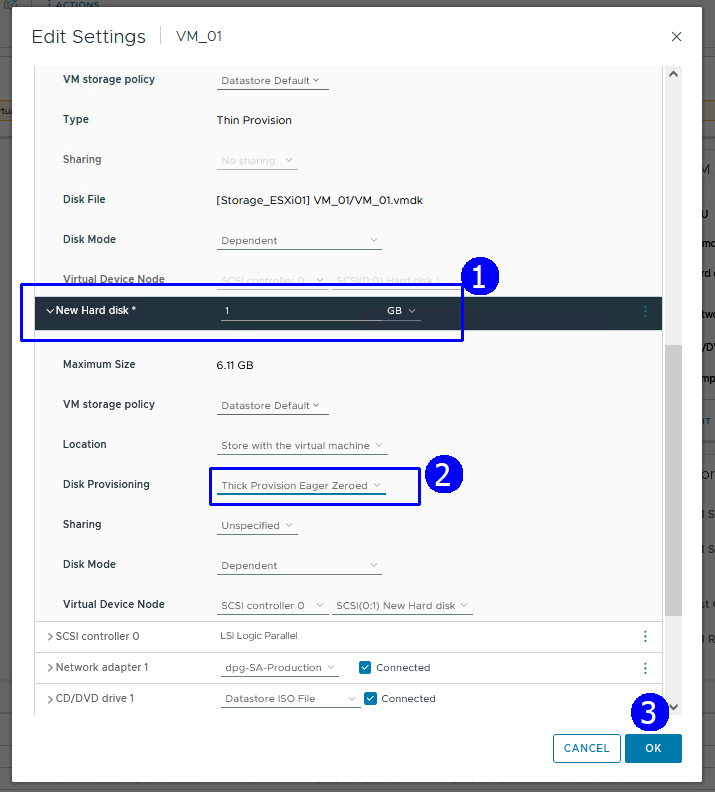 ACTIONS
Edit Settings VM_01
VM storage policy Datastore Default
Type Thin Provision
Sharing No sharing
Disk File [Storage_ESXi01] VM_01/VM_01.vmdk
Disk Mode Dependent
Virtual Device Node SCSI controller 0 SCSI(0:0) Hard disk 1
1
New Hard disk * 1 GB
Maximum Size 6.11 GB
VM storage policy Datastore Default
Location Store with the virtual machine
2
Disk Provisioning Thick Provision Eager Zeroed
Sharing Unspecified
Disk Mode Dependent
Virtual Device Node SCSI controller 0 SCSI(0:1) New Hard disk
SCSI controller 0 LSI Logic Parallel
Network adapter 1 dpg-SA-Production Connected
CD/DVD drive 1 Datastore ISO File Connected
3
CANCEL OK